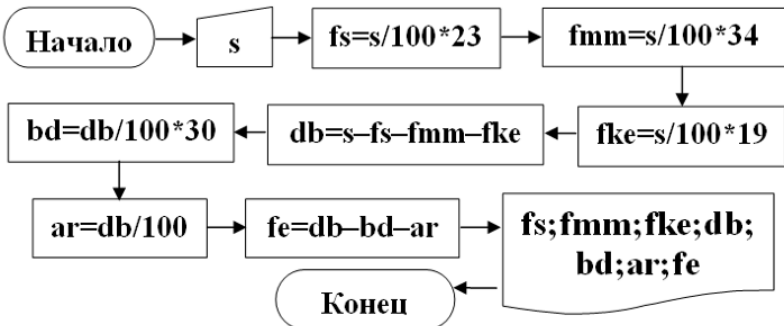 Начало
s
fs=s/100*23
fmm=s/100*34
fke=s/100*19
db=s–fs–fmm–fke
bd=db/100*30
ar=db/100
fe=db–bd–ar
fs;fmm;fke;db;
bd;ar;fe
Конец